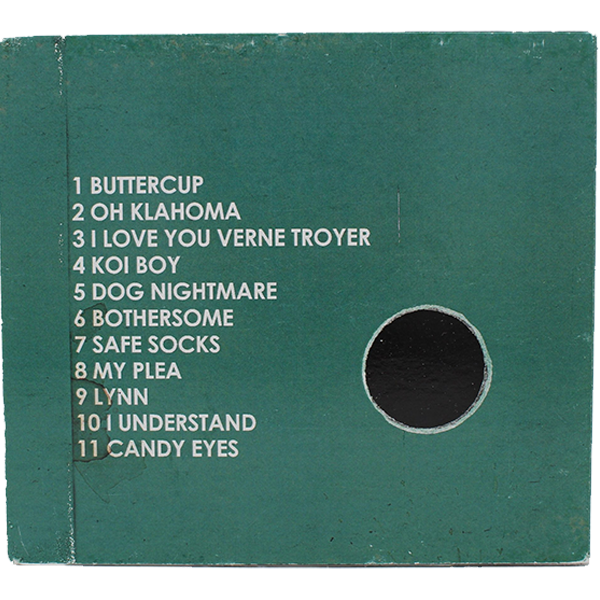 1 BUTTERCUP
2 OH KLAHOMA
3 I LOVE YOU VERNE TROYER
4 KOI BOY
5 DOG NIGHTMARE
6 BOTHERSOME
7 SAFE SOCKS
8 MY PLEA
9 LYNN
10 I UNDERSTAND
11 CANDY EYES